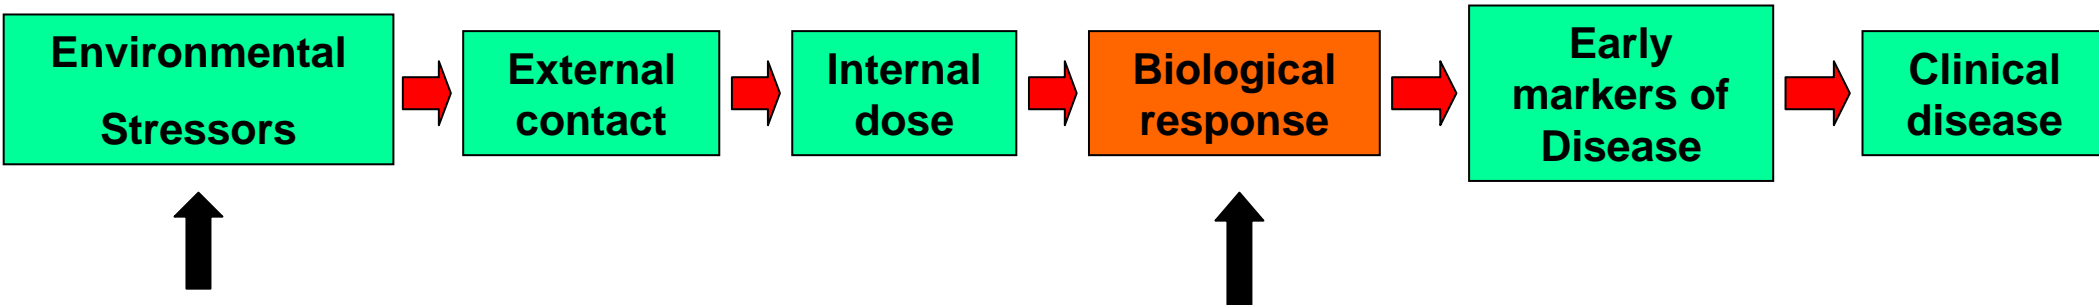 Environmental
Stressors
External
contact
Internal
dose
Biological
response
Early
markers of
Disease
Clinical
disease